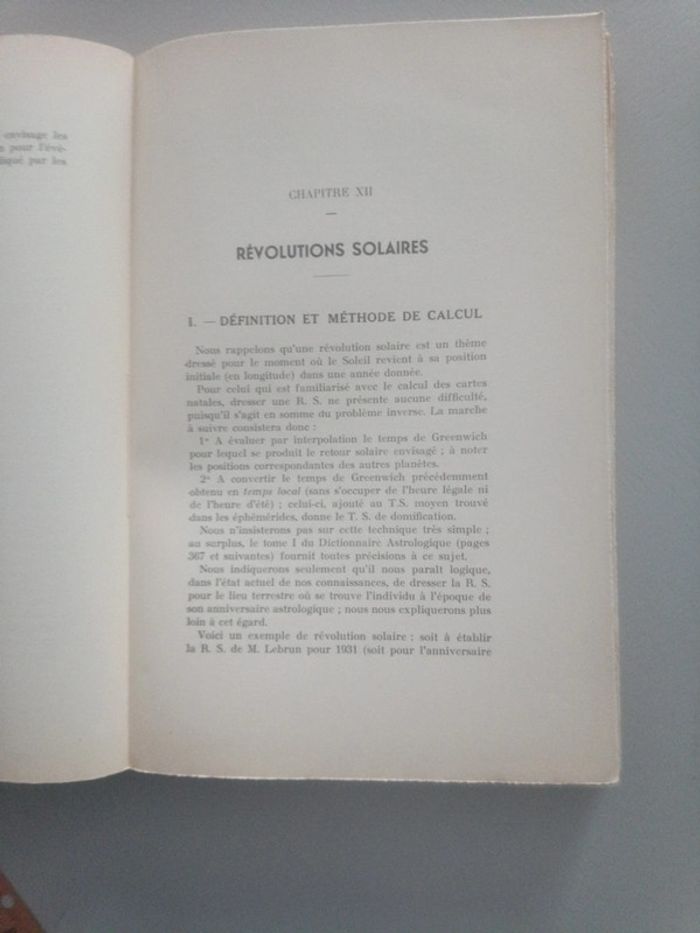 envisage les
pour l'évé-
liqué par les
CHAPITRE XII
RÉVOLUTIONS SOLAIRES
I. — DÉFINITION ET MÉTHODE DE CALCUL
Nous rappelons qu'une révolution solaire est un thème
dressé pour le moment où le Soleil revient à sa position
initiale (en longitude) dans une année donnée.
Pour celui qui est familiarisé avec le calcul des cartes
natales, dresser une R. S. ne présente aucune difficulté,
puisqu'il s'agit en somme du problème inverse. La marche
à suivre consistera donc :
1° A évaluer par interpolation le temps de Greenwich
pour lequel se produit le retour solaire envisagé ; à noter
les positions correspondantes des autres planètes.
2° A convertir le temps de Greenwich précédemment
obtenu en temps local (sans s'occuper de l'heure légale ni
de l'heure d'été) ; celui-ci, ajouté au T.S. moyen trouvé
dans les éphémérides, donne le T. S. de domification.
Nous n'insisterons pas sur cette technique très simple ;
au surplus, le tome I du Dictionnaire Astrologique (pages
367 et suivantes) fournit toutes précisions à ce sujet.
Nous indiquerons seulement qu'il nous paraît logique,
dans l'état actuel de nos connaissances, de dresser la R. S.
pour le lieu terrestre où se trouve l'individu à l'époque de
son anniversaire astrologique ; nous nous expliquerons plus
loin à cet égard.
Voici un exemple de révolution solaire : soit à établir
la R. S. de M. Lebrun pour 1931 (soit pour l'anniversaire